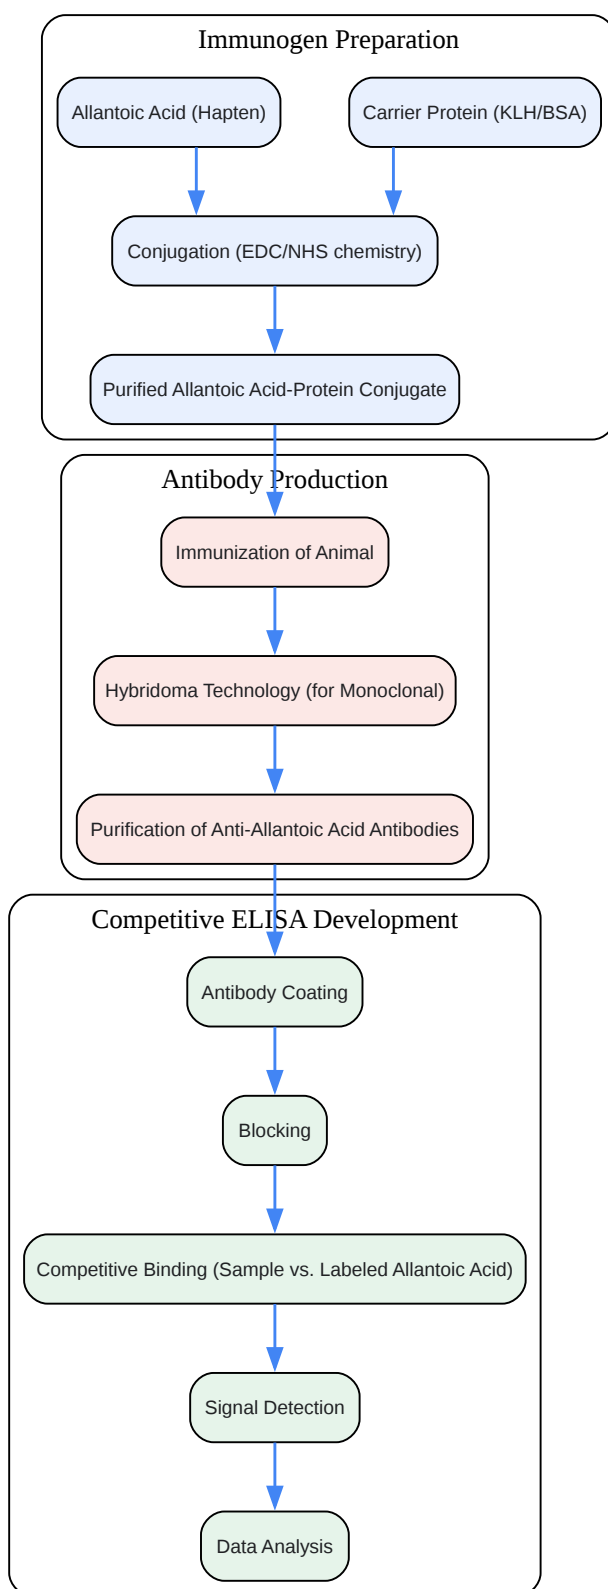 Immunogen Preparation
Allantoic Acid (Hapten)
Carrier Protein (KLH/BSA)
Conjugation (EDC/NHS chemistry)
Purified Allantoic Acid-Protein Conjugate
Antibody Production
Immunization of Animal
Hybridoma Technology (for Monoclonal)
Purification of Anti-Allantoic Acid Antibodies
Competitive ELISA Development
Antibody Coating
Blocking
Competitive Binding (Sample vs. Labeled Allantoic Acid)
Signal Detection
Data Analysis